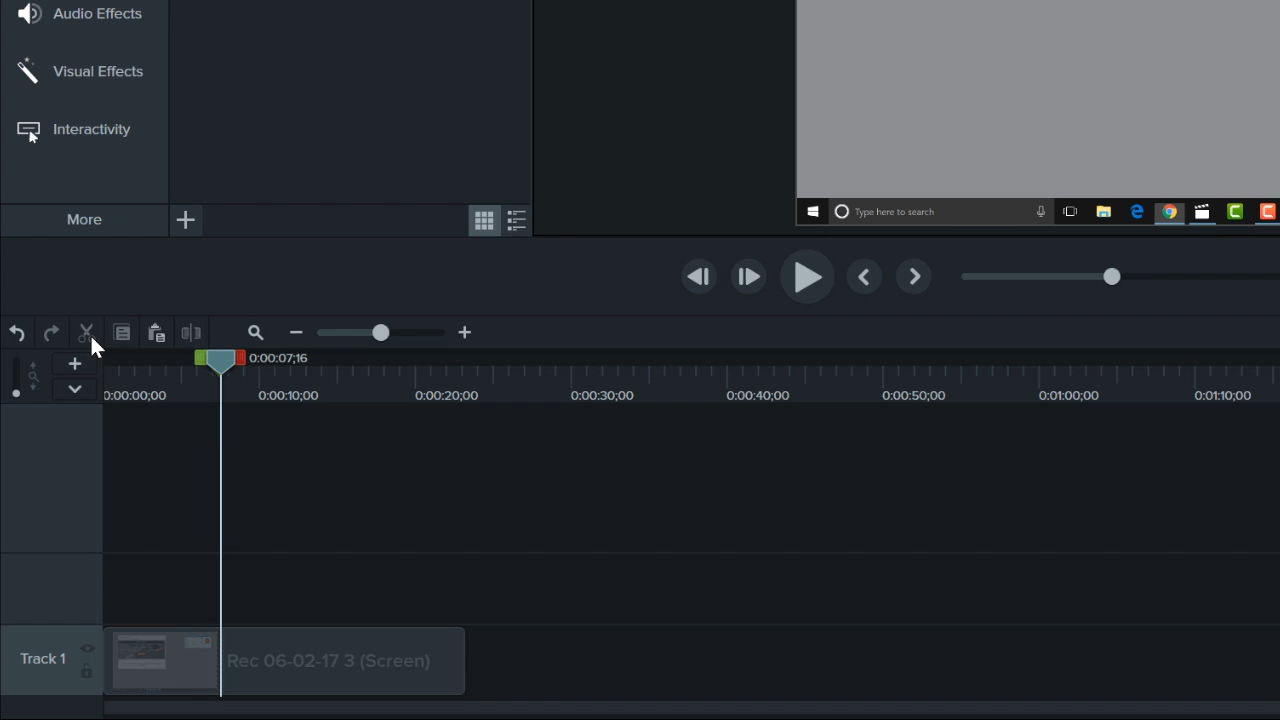 Audio Effects
Visual Effects
Interactivity
More
Type here to search
0:00:07;16
0:00:00;00 0:00:10;00 0:00:20;00 0:00:30;00 0:00:40;00 0:00:50;00 0:01:00;00 0:01:10;00
Track 1
Rec 06-02-17 3 (Screen)